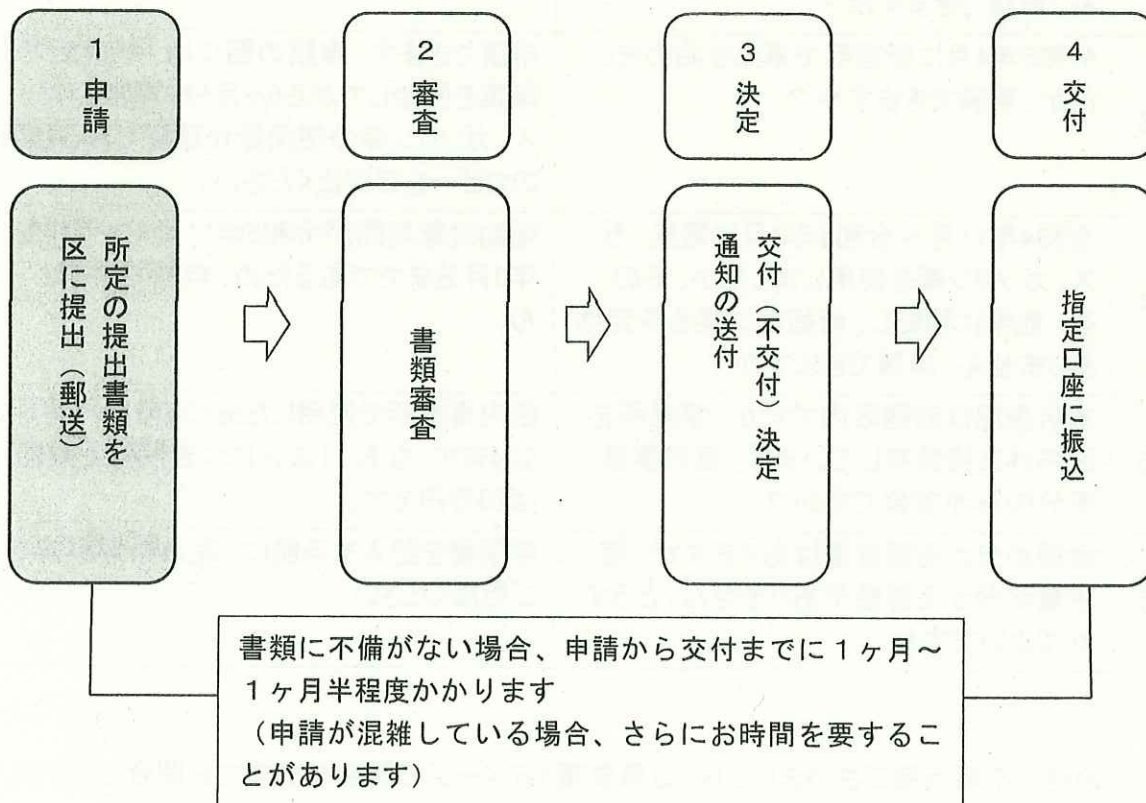 1
申請
2
審査
3
決定
4
交付
所定の提出書類を
区に提出（郵送）
書類審査
交付（不交付）決定
通知の送付
指定口座に振込
書類に不備がない場合、申請から交付までに１ヶ月～
１ヶ月半程度かかります
（申請が混雑している場合、さらにお時間を要するこ
とがあります）